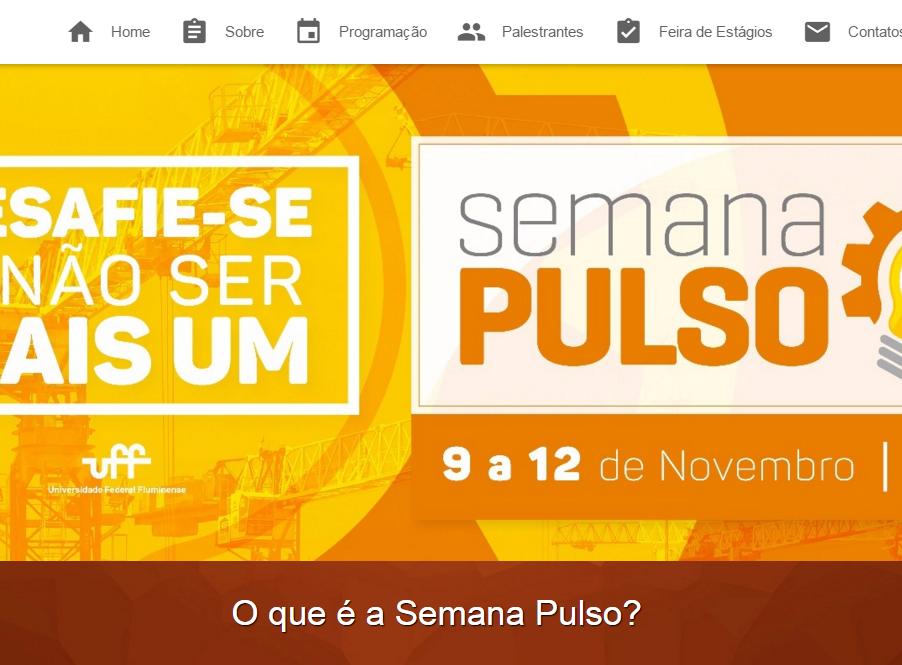 Home Sobre Programação Palestrantes Feira de Estágios Contatos
ESAFIE-SE
NÃO SER
AIS UM
uff
Universidade Federal Fluminense
semana
PULSO
9 a 12 de Novembro |
O que é a Semana Pulso?